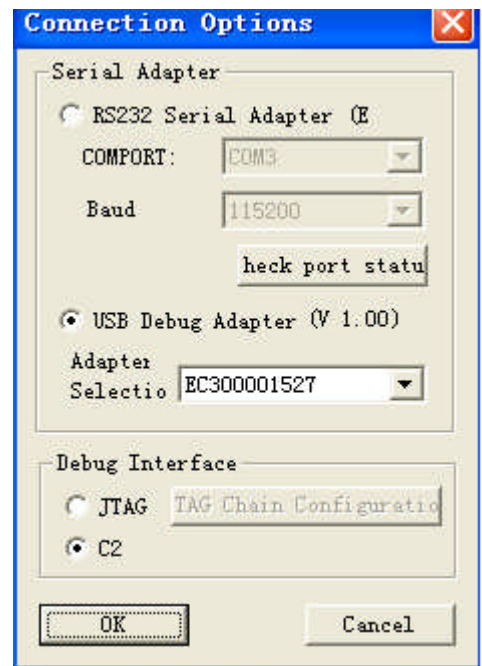 Connection Options
Serial Adapter
RS232 Serial Adapter (E
COMPORT:
COM3
Baud
115200
heck port statu
USB Debug Adapter (V 1.00)
Adapter
Selectio
EC300001527
Debug Interface
JTAG
TAG Chain Configuratio
C2
OK
Cancel